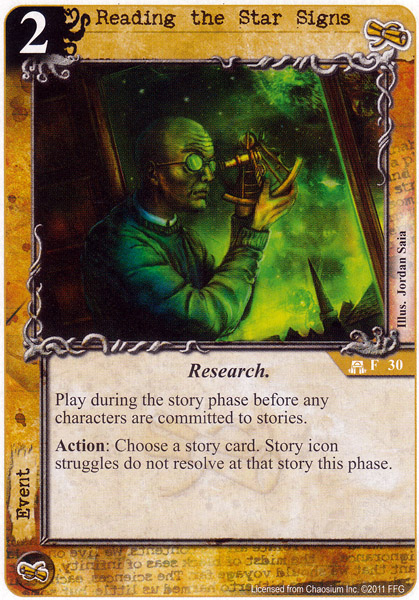 2
Reading the Star Signs
Illus. Jordan Saia
F 30
Research.
Play during the story phase before any
characters are committed to stories.
Action: Choose a story card. Story icon
struggles do not resolve at that story this phase.
Event
Licensed from Chaosium Inc. ©2011 FFG